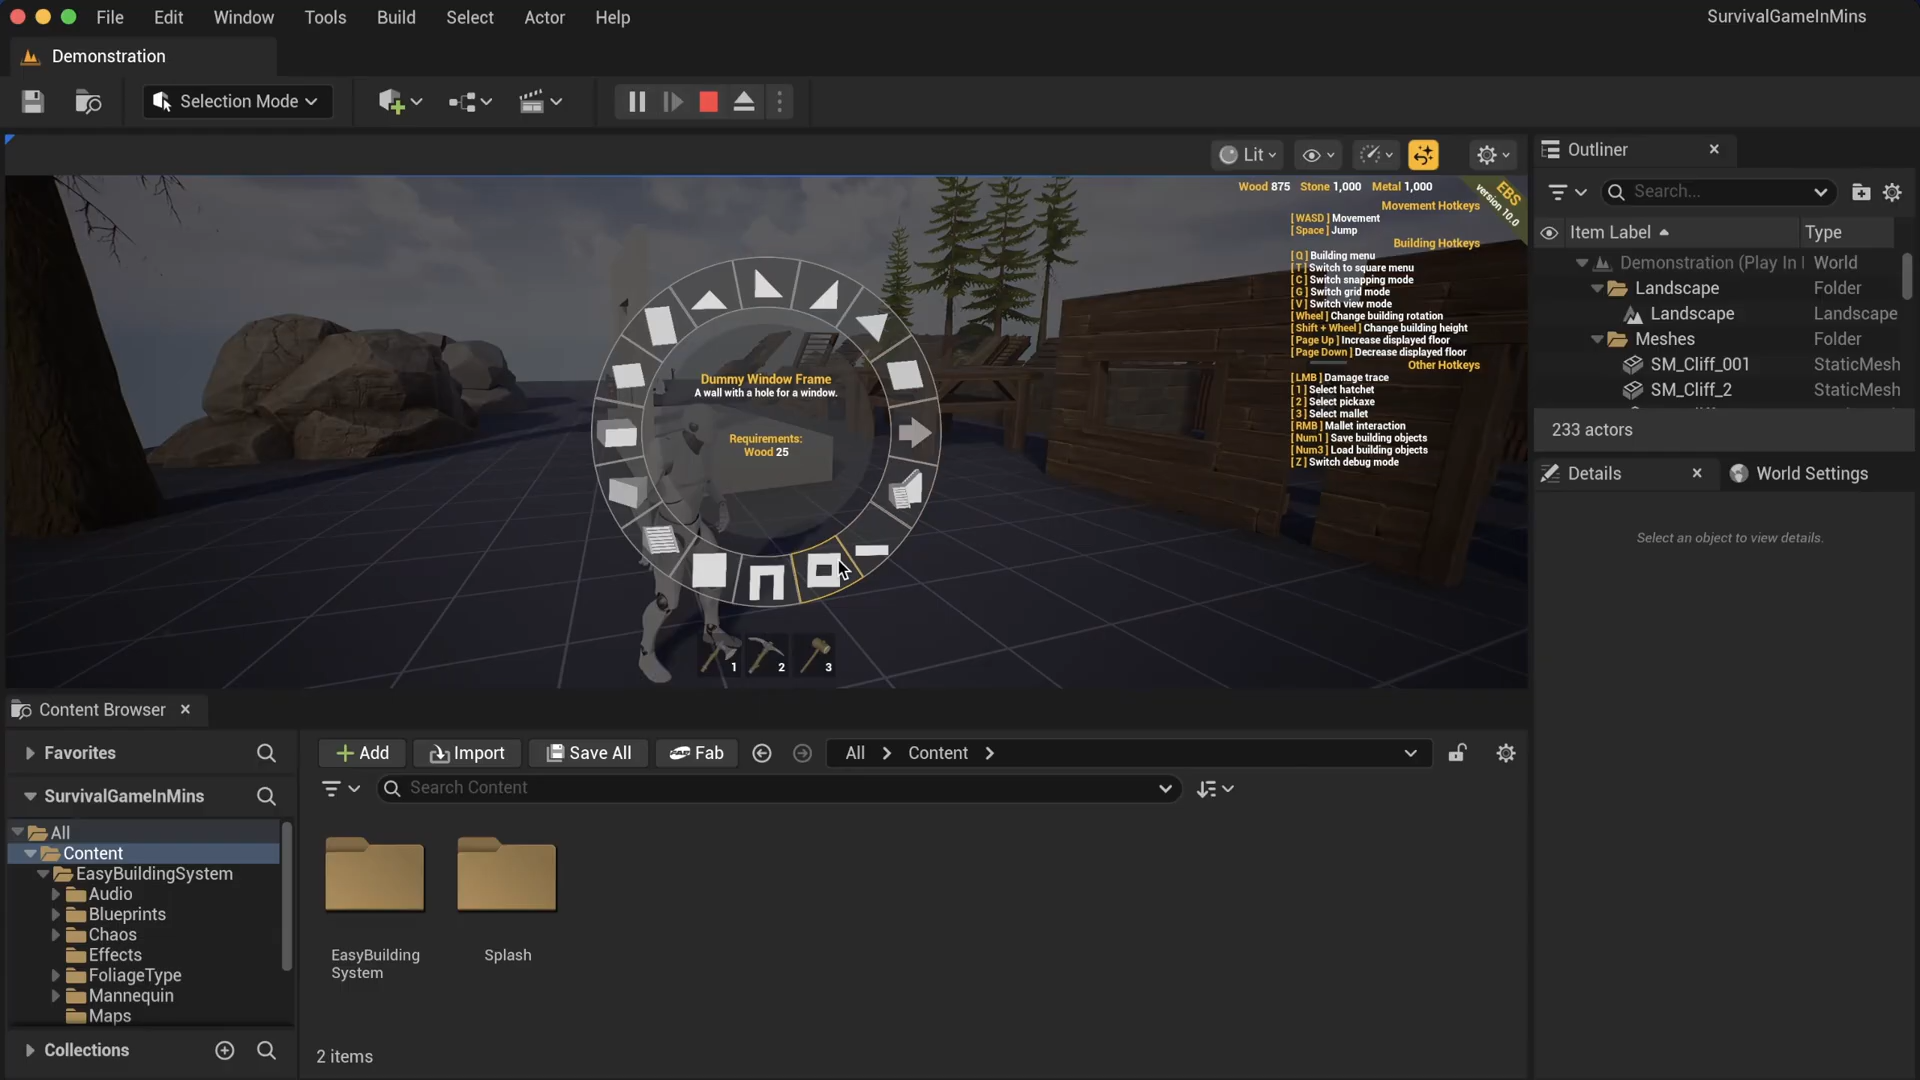 File Edit Window Tools Build Select Actor Help
SurvivalGameInMins
Demonstration
Selection Mode
Lit
Wood 875 Stone 1,000 Metal 1,000
EBS
version 10.0
Movement Hotkeys
[ WASD ] Movement
[ Space ] Jump
Building Hotkeys
[ Q ] Building menu
[ T ] Switch to square menu
[ C ] Switch snapping mode
[ G ] Switch grid mode
[ V ] Switch view mode
[ Wheel ] Change building rotation
[ Shift + Wheel ] Change building height
[ Page Up ] Increase displayed floor
[ Page Down ] Decrease displayed floor
Other Hotkeys
[ LMB ] Damage trace
[ 1 ] Select hatchet
[ 2 ] Select pickaxe
[ 3 ] Select mallet
[ RMB ] Mallet interaction
[ Num1 ] Save building objects
[ Num3 ] Load building objects
[ Z ] Switch debug mode
Dummy Window Frame
A wall with a hole for a window.
Requirements:
Wood 25
1 2 3
Outliner
Search...
Item Label Type
Demonstration (Play In World
Landscape Folder
Landscape Landscape
Meshes Folder
SM_Cliff_001 StaticMesh
SM_Cliff_2 StaticMesh
233 actors
Details World Settings
Select an object to view details.
Content Browser
Favorites
SurvivalGameInMins
All
Content
EasyBuildingSystem
Audio
Blueprints
Chaos
Effects
FoliageType
Mannequin
Maps
Collections
Add Import Save All Fab All Content
Search Content
EasyBuilding
System
Splash
2 items